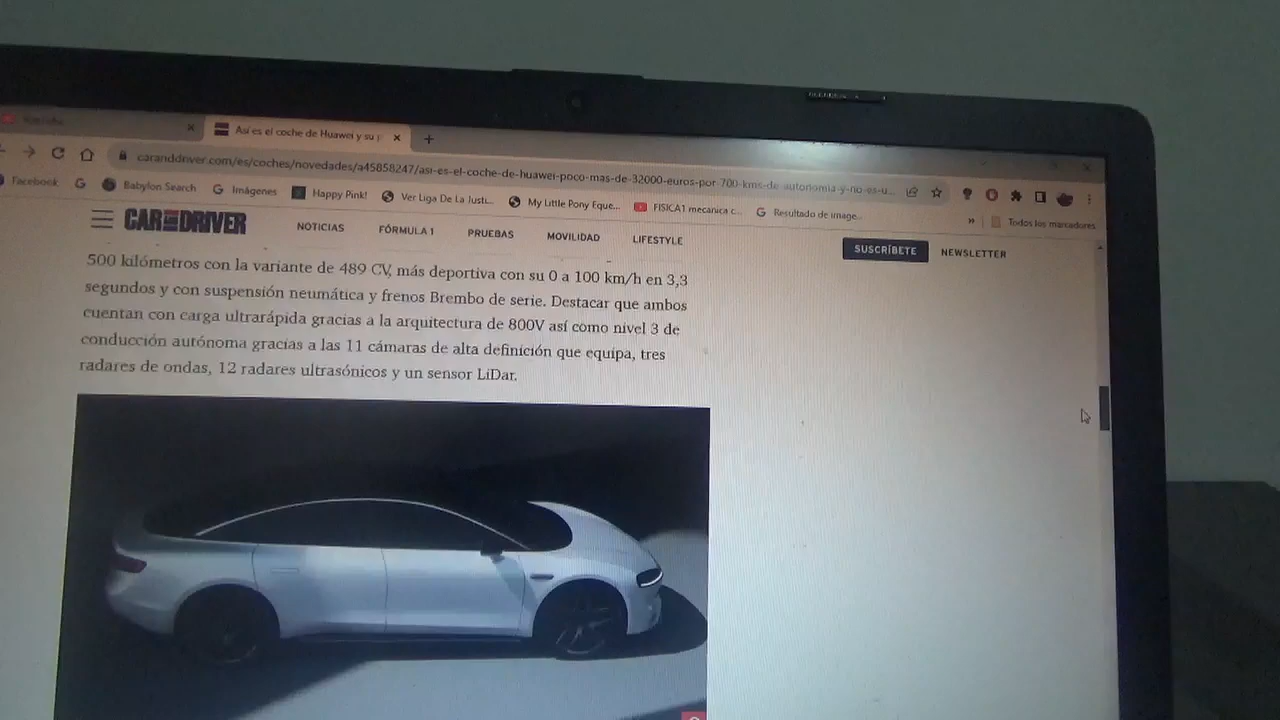 Así es el coche de Huawei y su
caranddriver.com/es/coches/novedades/a45858247/asi-es-el-coche-de-huawei-poco-mas-de-32000-euros-por-700-kms-de-autonomia-y-no-es-u...
Facebook
Babylon Search
Imágenes
Happy Pink!
Ver Liga De La Justi...
My Little Pony Eque...
FISICA1 mecanica c...
Resultado de image...
»
Todos los marcadores
CAR AND DRIVER
NOTICIAS
FÓRMULA 1
PRUEBAS
MOVILIDAD
LIFESTYLE
SUSCRÍBETE
NEWSLETTER
500 kilómetros con la variante de 489 CV, más deportiva con su 0 a 100 km/h en 3,3
segundos y con suspensión neumática y frenos Brembo de serie. Destacar que ambos
cuentan con carga ultrarápida gracias a la arquitectura de 800V así como nivel 3 de
conducción autónoma gracias a las 11 cámaras de alta definición que equipa, tres
radares de ondas, 12 radares ultrasónicos y un sensor LiDar.